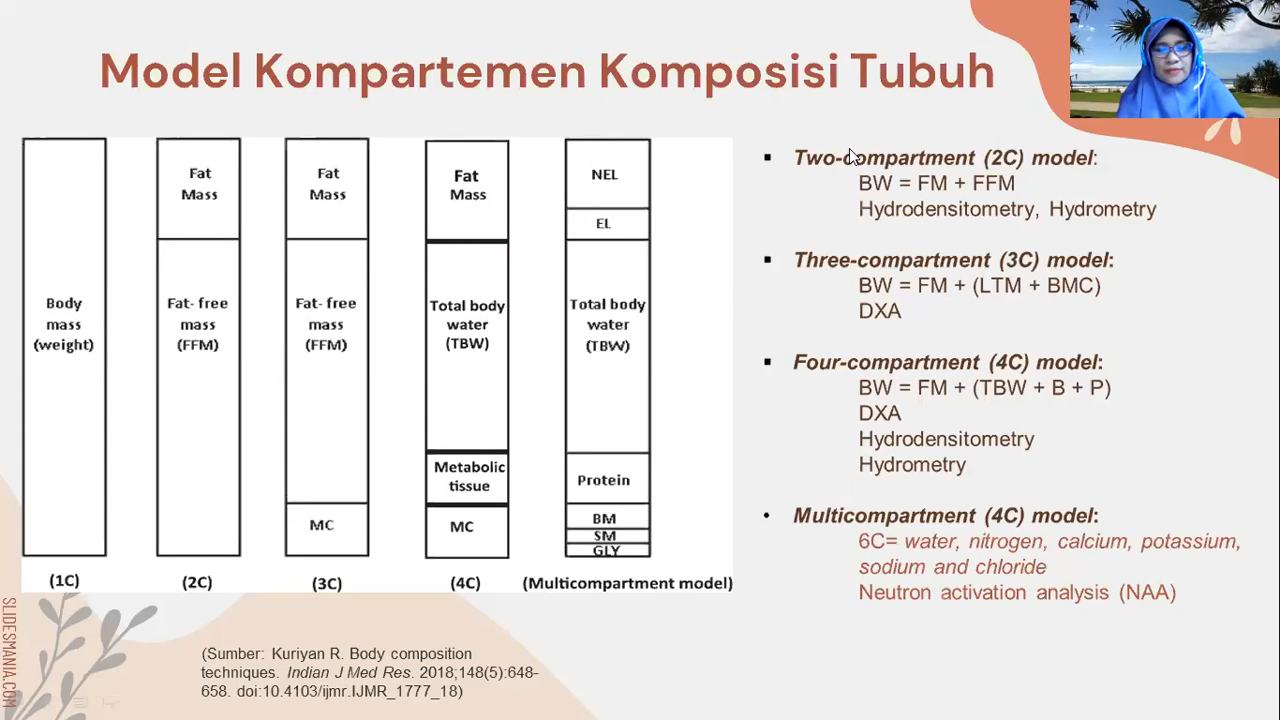 Model Kompartemen Komposisi Tubuh
Body
mass
(weight)
(1C)
Fat
Mass
Fat- free
mass
(FFM)
(2C)
Fat
Mass
Fat- free
mass
(FFM)
MC
(3C)
Fat
Mass
Total body
water
(TBW)
Metabolic
tissue
MC
(4C)
NEL
EL
Total body
water
(TBW)
Protein
BM
SM
GLY
(Multicompartment model)
▪ Two-compartment (2C) model:
BW = FM + FFM
Hydrodensitometry, Hydrometry
▪ Three-compartment (3C) model:
BW = FM + (LTM + BMC)
DXA
▪ Four-compartment (4C) model:
BW = FM + (TBW + B + P)
DXA
Hydrodensitometry
Hydrometry
• Multicompartment (4C) model:
6C= water, nitrogen, calcium, potassium,
sodium and chloride
Neutron activation analysis (NAA)
(Sumber: Kuriyan R. Body composition
techniques. Indian J Med Res. 2018;148(5):648-
658. doi:10.4103/ijmr.IJMR_1777_18)
SLIDESMANIA.COM